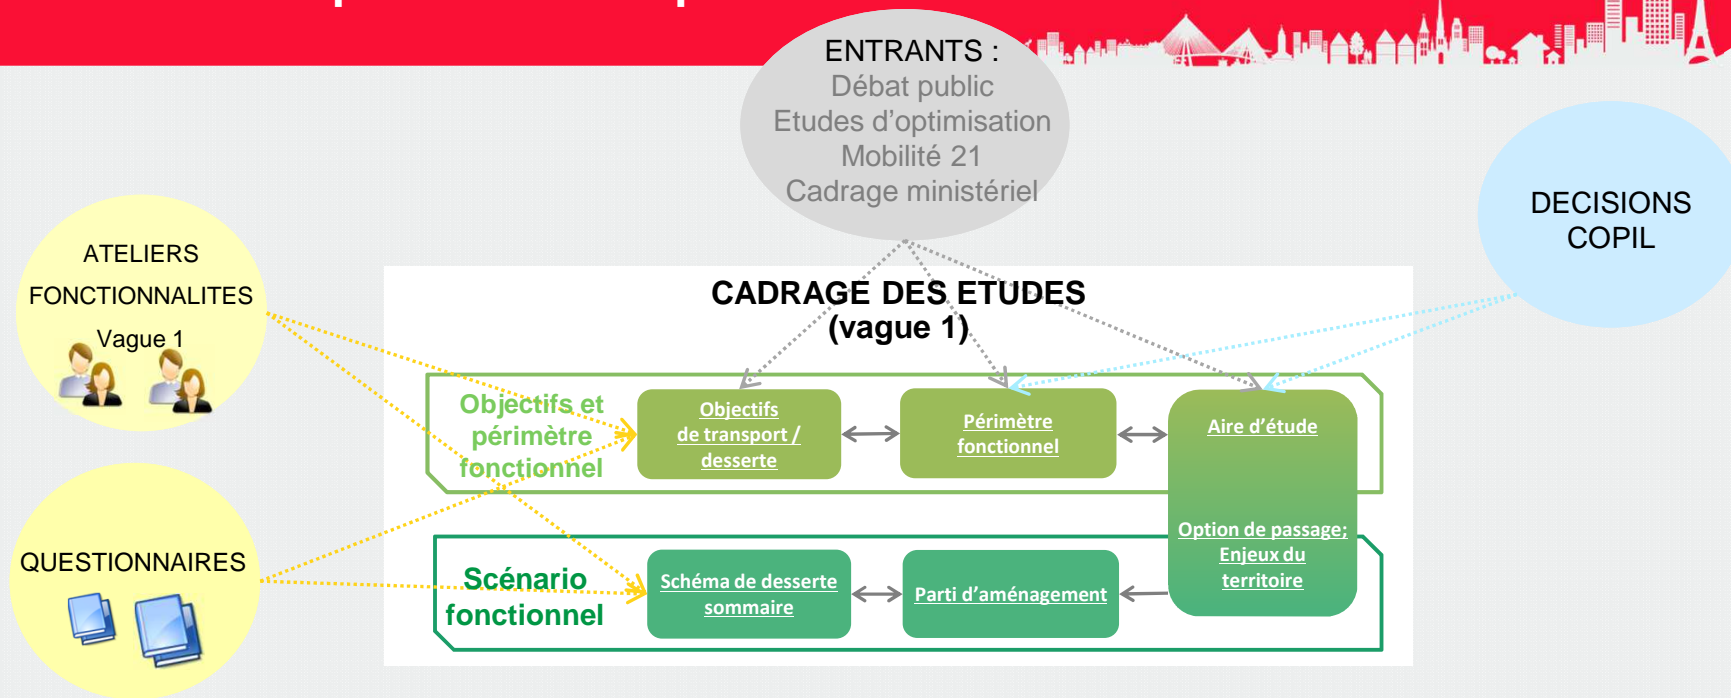 ENTRANTS :
Débat public
Etudes d'optimisation
Mobilité 21
Cadrage ministériel
DECISIONS
COPIL
ATELIERS
FONCTIONNALITES
Vague 1
QUESTIONNAIRES
CADRAGE DES ETUDES
(vague 1)
Objectifs et
périmètre
fonctionnel
Objectifs
de transport /
desserte
Périmètre
fonctionnel
Aire d'étude
Option de passage;
Enjeux du
territoire
Scénario
fonctionnel
Schéma de desserte
sommaire
Parti d'aménagement